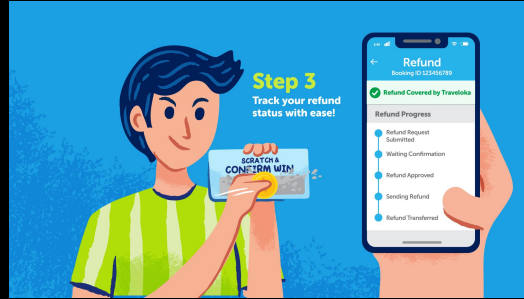 Step 3
Track your refund
status with ease!
SCRATCH &
CONFIRM WIN!
Refund
Booking ID 123456789
Refund Covered by Traveloka
Refund Progress
Refund Request
Submitted
Waiting Confirmation
Refund Approved
Sending Refund
Refund Transferred